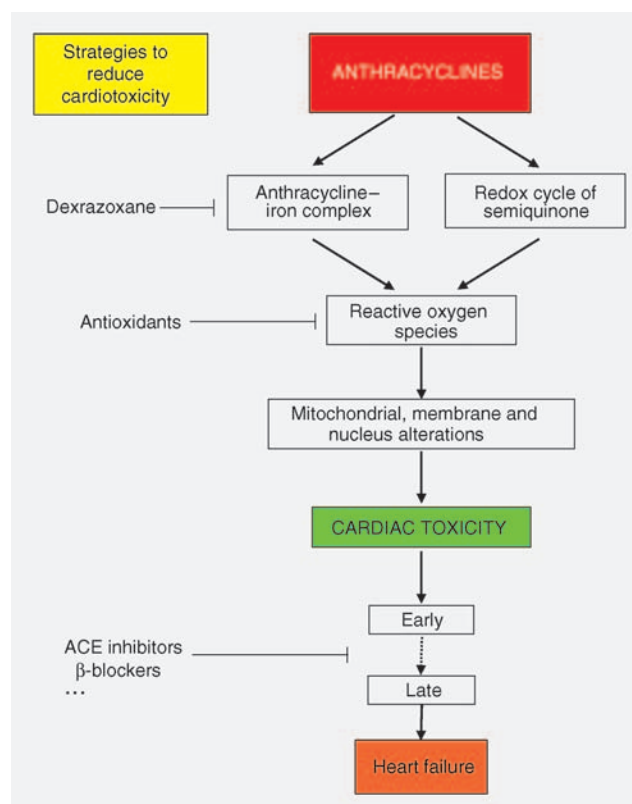 Strategies to
reduce
cardiotoxicity
ANTHRACYCLINES
Dexrazoxane
Anthracycline–
iron complex
Redox cycle of
semiquinone
Antioxidants
Reactive oxygen
species
Mitochondrial, membrane and
nucleus alterations
CARDIAC TOXICITY
Early
ACE inhibitors
β-blockers
...
Late
Heart failure